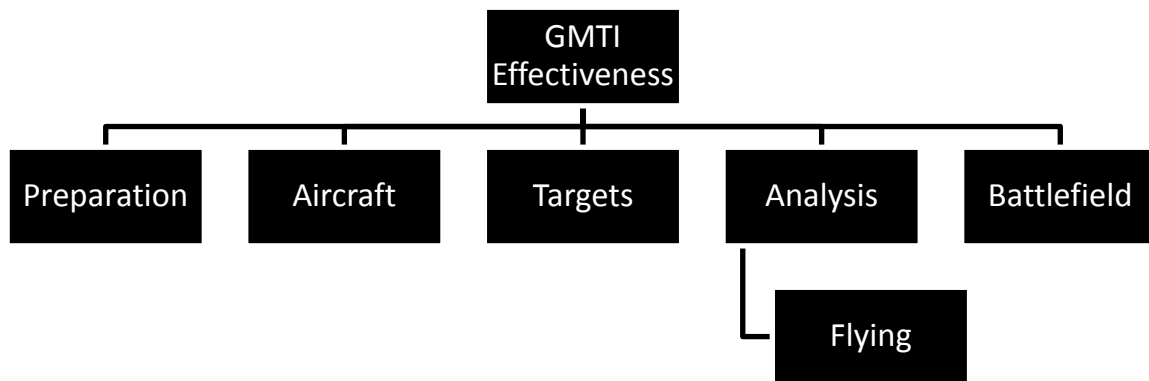 GMTI
Effectiveness
Preparation
Aircraft
Targets
Analysis
Battlefield
Flying